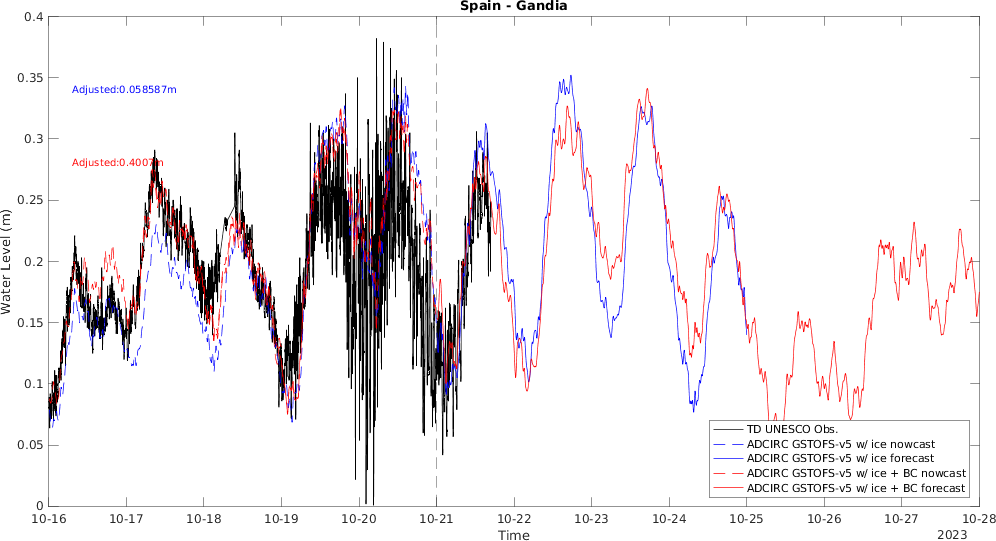 Spain - Gandia
0.4
0.35
0.3
0.25
0.2
0.15
0.1
0.05
0
Water Level (m)
Adjusted:0.058587m
Adjusted:0.4007m
TD UNESCO Obs.
ADCIRC GSTOFS-v5 w/ ice nowcast
ADCIRC GSTOFS-v5 w/ ice forecast
ADCIRC GSTOFS-v5 w/ ice + BC nowcast
ADCIRC GSTOFS-v5 w/ ice + BC forecast
10-16 10-17 10-18 10-19 10-20 10-21 10-22 10-23 10-24 10-25 10-26 10-27 10-28
Time
2023